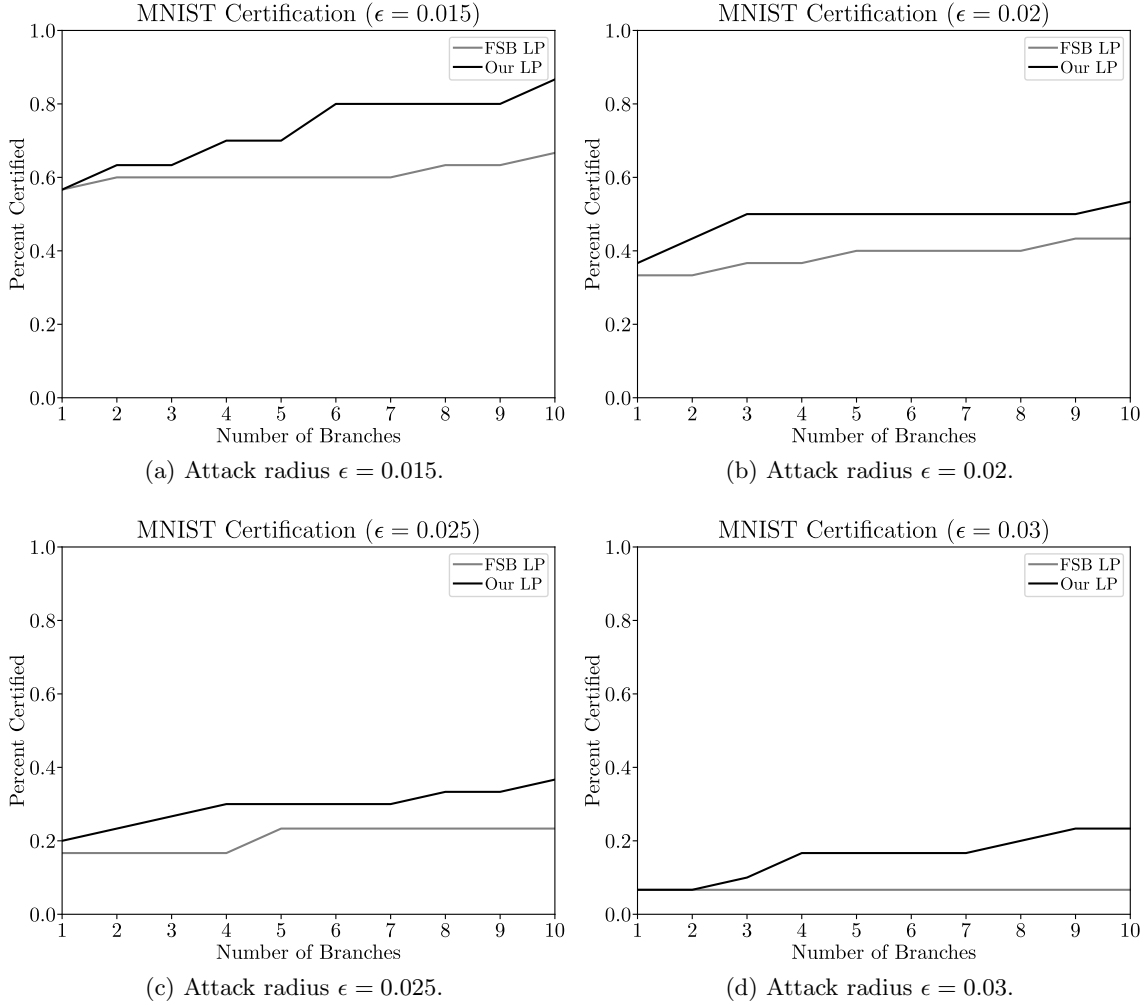 MNIST Certification (ϵ = 0.015)
FSB LP
Our LP
Percent Certified
1.0
0.8
0.6
0.4
0.2
0.0
1 2 3 4 5 6 7 8 9 10
Number of Branches
(a) Attack radius ϵ = 0.015.
MNIST Certification (ϵ = 0.02)
FSB LP
Our LP
Percent Certified
1.0
0.8
0.6
0.4
0.2
0.0
1 2 3 4 5 6 7 8 9 10
Number of Branches
(b) Attack radius ϵ = 0.02.
MNIST Certification (ϵ = 0.025)
FSB LP
Our LP
Percent Certified
1.0
0.8
0.6
0.4
0.2
0.0
1 2 3 4 5 6 7 8 9 10
Number of Branches
(c) Attack radius ϵ = 0.025.
MNIST Certification (ϵ = 0.03)
FSB LP
Our LP
Percent Certified
1.0
0.8
0.6
0.4
0.2
0.0
1 2 3 4 5 6 7 8 9 10
Number of Branches
(d) Attack radius ϵ = 0.03.